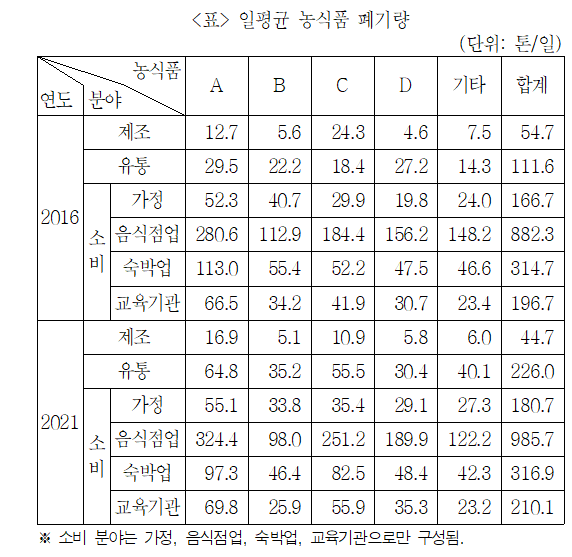 <표> 일평균 농식품 폐기량
(단위: 톤/일)
농식품 A B C D 기타 합계
연도 분야
2016 제조 12.7 5.6 24.3 4.6 7.5 54.7
유통 29.5 22.2 18.4 27.2 14.3 111.6
소비 가정 52.3 40.7 29.9 19.8 24.0 166.7
음식점업 280.6 112.9 184.4 156.2 148.2 882.3
숙박업 113.0 55.4 52.2 47.5 46.6 314.7
교육기관 66.5 34.2 41.9 30.7 23.4 196.7
2021 제조 16.9 5.1 10.9 5.8 6.0 44.7
유통 64.8 35.2 55.5 30.4 40.1 226.0
소비 가정 55.1 33.8 35.4 29.1 27.3 180.7
음식점업 324.4 98.0 251.2 189.9 122.2 985.7
숙박업 97.3 46.4 82.5 48.4 42.3 316.9
교육기관 69.8 25.9 55.9 35.3 23.2 210.1
※ 소비 분야는 가정, 음식점업, 숙박업, 교육기관으로만 구성됨.